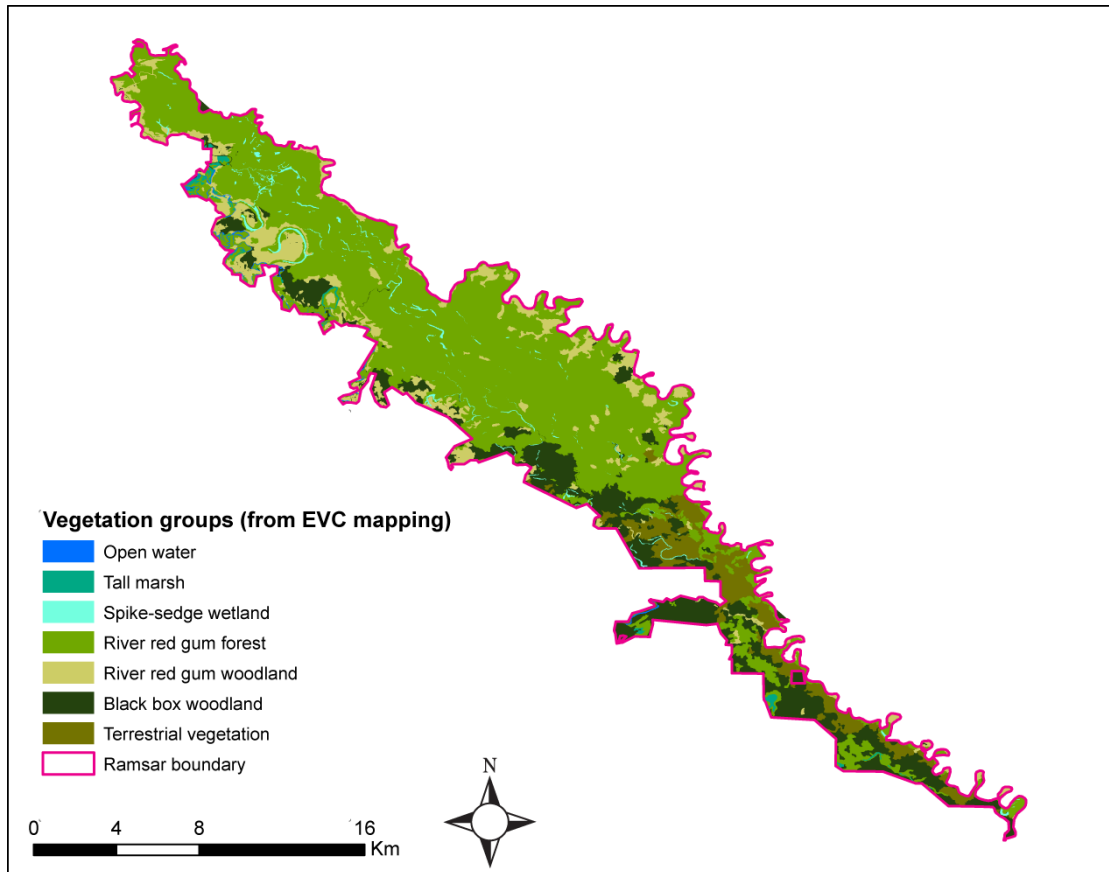 Vegetation groups (from EVC mapping)
Open water
Tall marsh
Spike-sedge wetland
River red gum forest
River red gum woodland
Black box woodland
Terrestrial vegetation
Ramsar boundary
N
0 4 8 16
Km